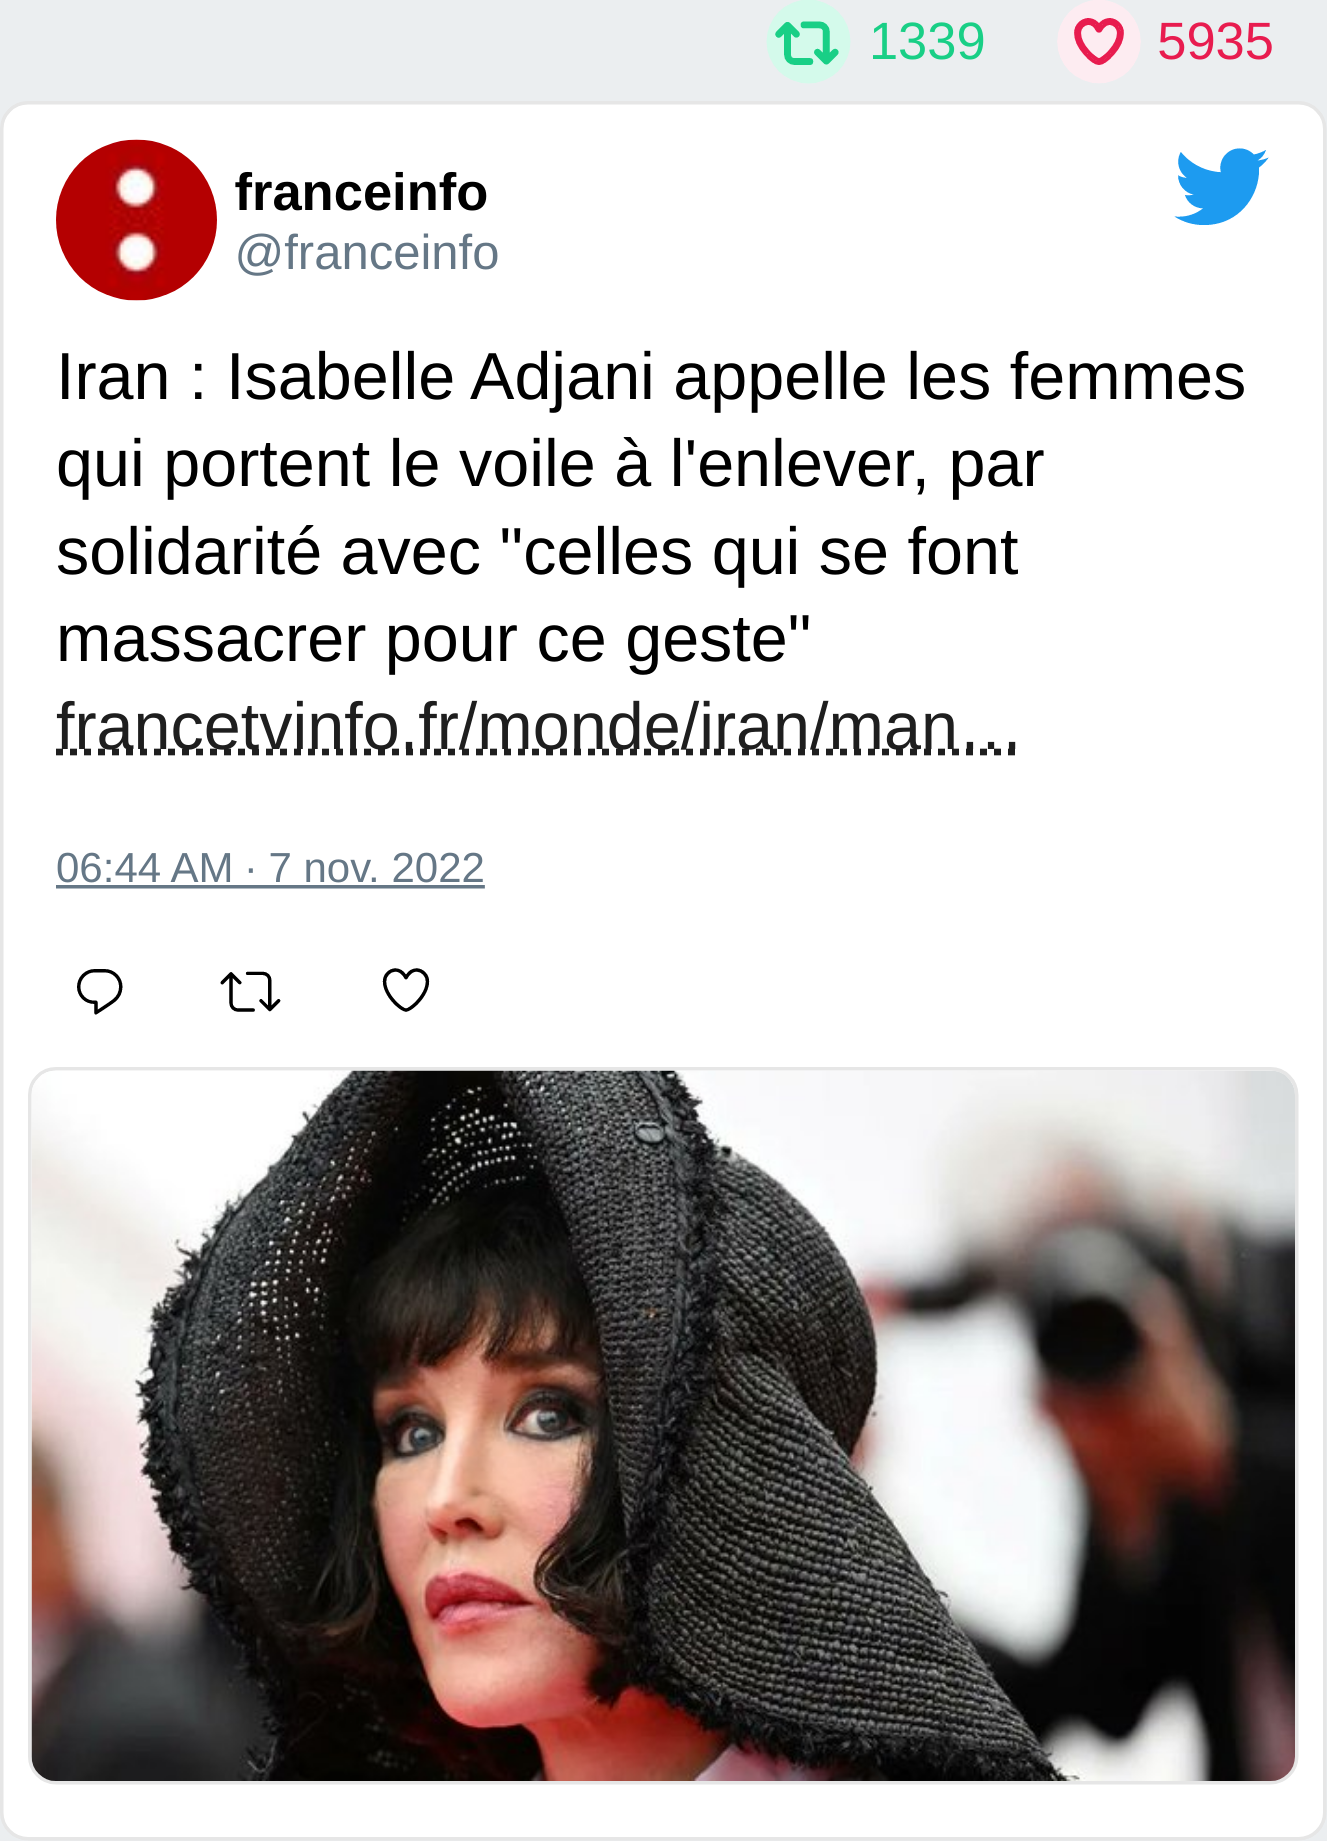 1339 5935
franceinfo
@franceinfo
Iran : Isabelle Adjani appelle les femmes
qui portent le voile à l'enlever, par
solidarité avec "celles qui se font
massacrer pour ce geste"
francetvinfo.fr/monde/iran/man…
06:44 AM · 7 nov. 2022